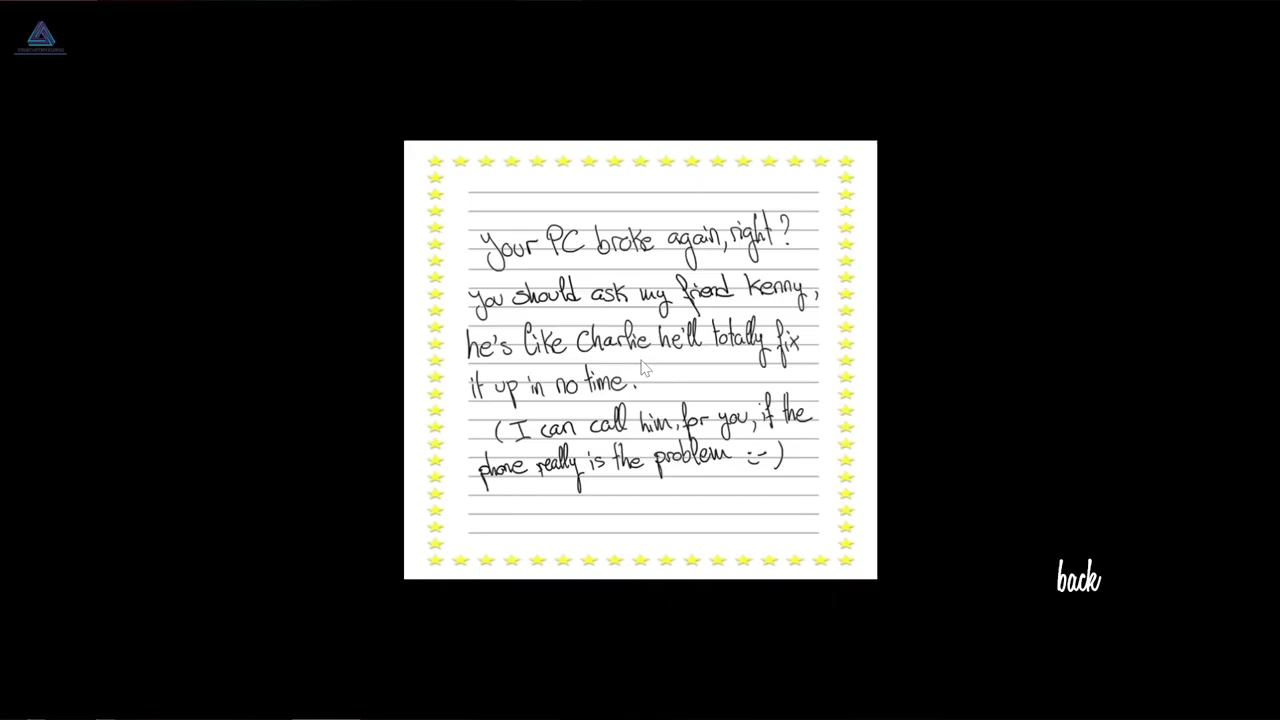 Your PC broke again, right?
you should ask my friend Kenny,
he's like Charlie he'll totally fix
it up in no time.
(I can call him, for you, if the
phone really is the problem :-)
back